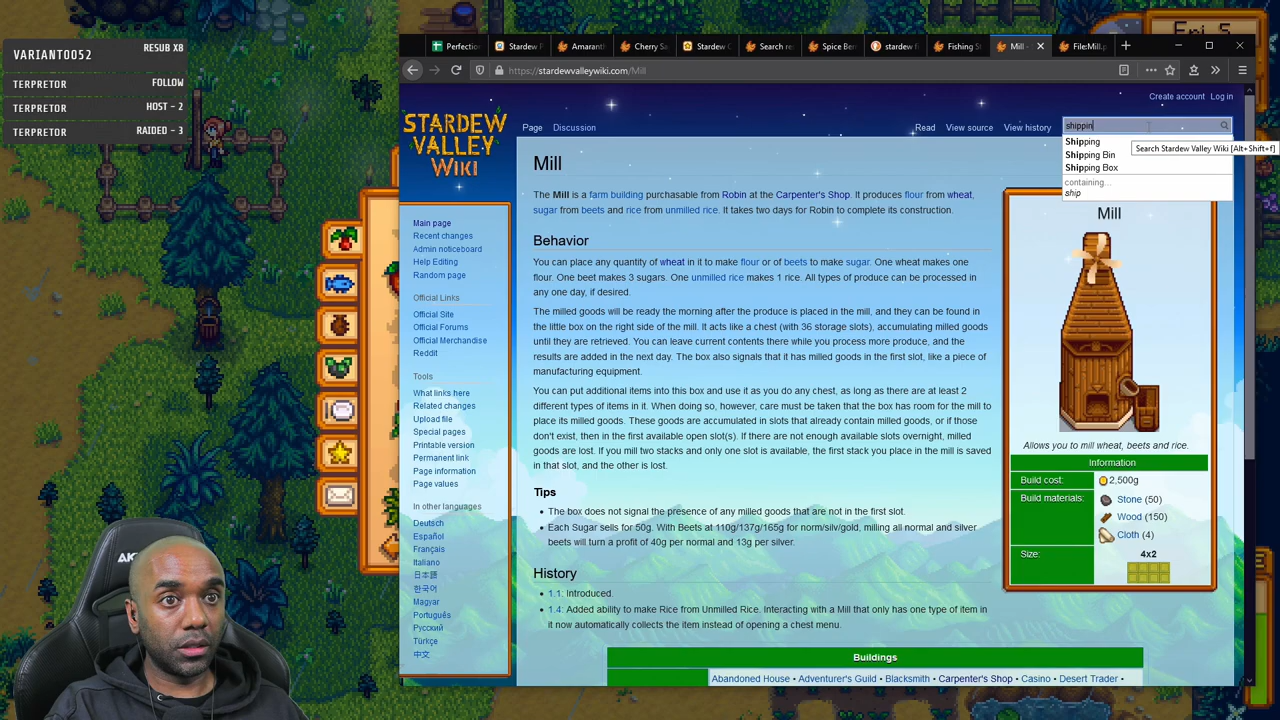 VARIANTOO52
RESUB X8
TERPRETOR
FOLLOW
TERPRETOR
HOST - 2
TERPRETOR
RAIDED - 3
Perfectio
Stardew P
Amaranth
Cherry Sa
Stardew C
Search re
Spice Ber
stardew fi
Fishing St
Mill -
File:Mill.p
https://stardewvalleywiki.com/Mill
Create account
Log in
STARDEW
VALLEY
WIKI
Page
Discussion
Read
View source
View history
shippin
Shipping
Shipping Bin
Shipping Box
containing...
ship
Search Stardew Valley Wiki [Alt+Shift+f]
Main page
Recent changes
Admin noticeboard
Help Editing
Random page
Official Links
Official Site
Official Forums
Official Merchandise
Reddit
Tools
What links here
Related changes
Upload file
Special pages
Printable version
Permanent link
Page information
Page values
In other languages
Deutsch
Español
Français
Italiano
日本語
한국어
Magyar
Português
Русский
Türkçe
中文
Mill
The Mill is a farm building purchasable from Robin at the Carpenter's Shop. It produces flour from wheat,
sugar from beets and rice from unmilled rice. It takes two days for Robin to complete its construction.
Behavior
You can place any quantity of wheat in it to make flour or of beets to make sugar. One wheat makes one
flour. One beet makes 3 sugars. One unmilled rice makes 1 rice. All types of produce can be processed in
any one day, if desired.
The milled goods will be ready the morning after the produce is placed in the mill, and they can be found in
the little box on the right side of the mill. It acts like a chest (with 36 storage slots), accumulating milled goods
until they are retrieved. You can leave current contents there while you process more produce, and the
results are added in the next day. The box also signals that it has milled goods in the first slot, like a piece of
manufacturing equipment.
You can put additional items into this box and use it as you do any chest, as long as there are at least 2
different types of items in it. When doing so, however, care must be taken that the box has room for the mill to
place its milled goods. These goods are accumulated in slots that already contain milled goods, or if those
don't exist, then in the first available open slot(s). If there are not enough available slots overnight, milled
goods are lost. If you mill two stacks and only one slot is available, the first stack you place in the mill is saved
in that slot, and the other is lost.
Tips
• The box does not signal the presence of any milled goods that are not in the first slot.
• Each Sugar sells for 50g. With Beets at 110g/137g/165g for norm/silv/gold, milling all normal and silver
beets will turn a profit of 40g per normal and 13g per silver.
History
• 1.1: Introduced.
• 1.4: Added ability to make Rice from Unmilled Rice. Interacting with a Mill that only has one type of item in
it now automatically collects the item instead of opening a chest menu.
Mill
Allows you to mill wheat, beets and rice.
Information
Build cost:
2,500g
Build materials:
Stone (50)
Wood (150)
Cloth (4)
Size:
4x2
Buildings
Abandoned House • Adventurer's Guild • Blacksmith • Carpenter's Shop • Casino • Desert Trader •